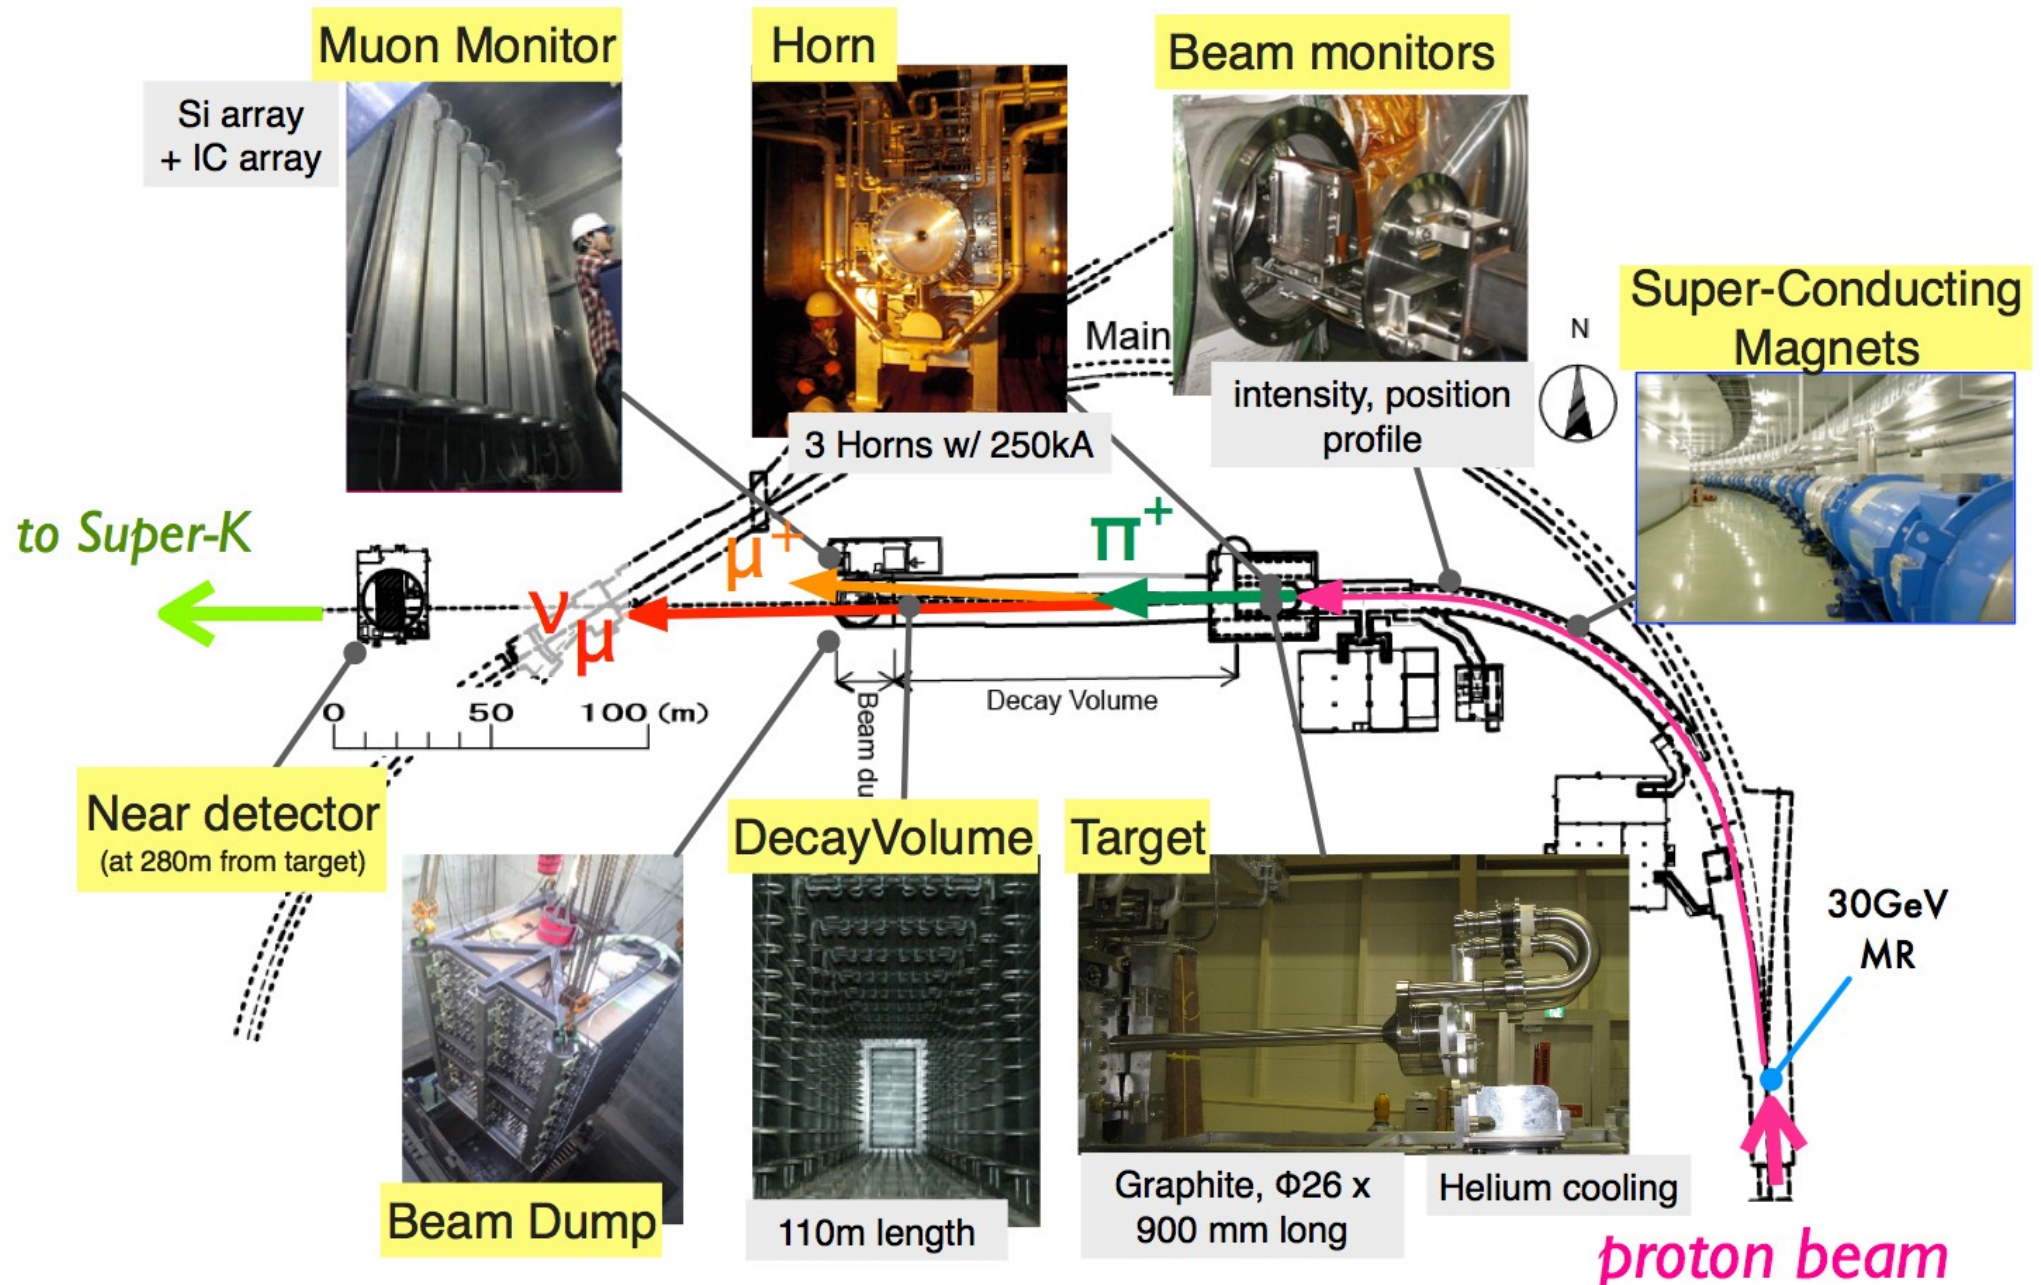 Muon Monitor
Si array
+ IC array
Horn
3 Horns w/ 250kA
Beam monitors
intensity, position
profile
Super-Conducting
Magnets
N
Main
to Super-K
π+
μ+
νμ
Decay Volume
Beam du
0 50 100 (m)
Near detector
(at 280m from target)
Beam Dump
DecayVolume
110m length
Target
Graphite, Φ26 x
900 mm long
Helium cooling
30GeV
MR
proton beam